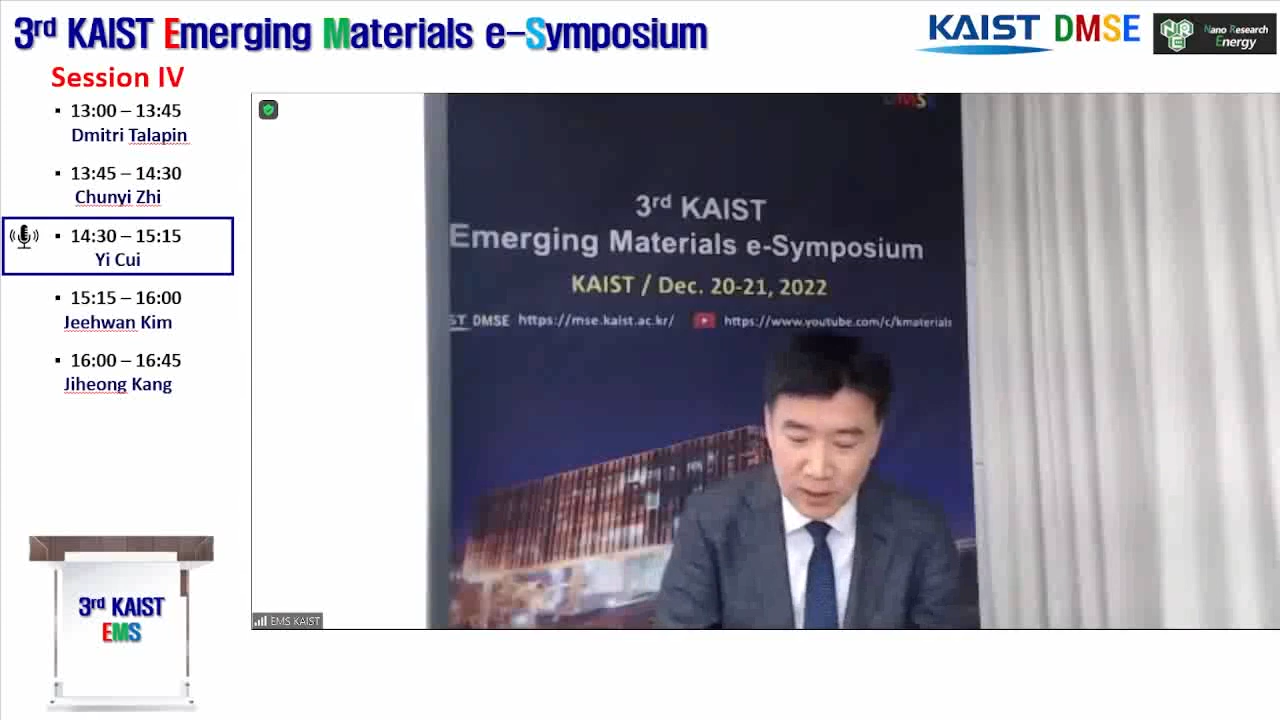 3rd KAIST Emerging Materials e-Symposium
KAIST DMSE
Nano Research
Energy
NRE
Session IV
13:00 – 13:45
Dmitri Talapin
13:45 – 14:30
Chunyi Zhi
14:30 – 15:15
Yi Cui
15:15 – 16:00
Jeehwan Kim
16:00 – 16:45
Jiheong Kang
3rd KAIST
EMS
DMSE
3rd KAIST
Emerging Materials e-Symposium
KAIST / Dec. 20-21, 2022
ST DMSE https://mse.kaist.ac.kr/ https://www.youtube.com/c/kmaterials
EMS KAIST